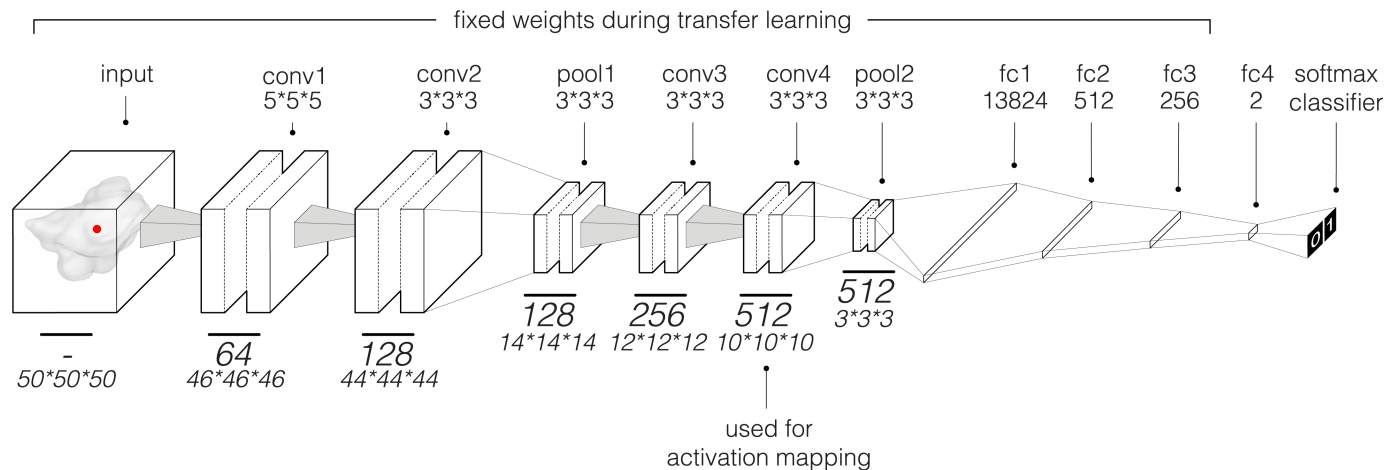 fixed weights during transfer learning
input
conv1
5*5*5
conv2
3*3*3
pool1
3*3*3
conv3
3*3*3
conv4
3*3*3
pool2
3*3*3
fc1
13824
fc2
512
fc3
256
fc4
2
softmax
classifier
0 1
-
50*50*50
64
46*46*46
128
44*44*44
128
14*14*14
256
12*12*12
512
10*10*10
512
3*3*3
used for
activation mapping